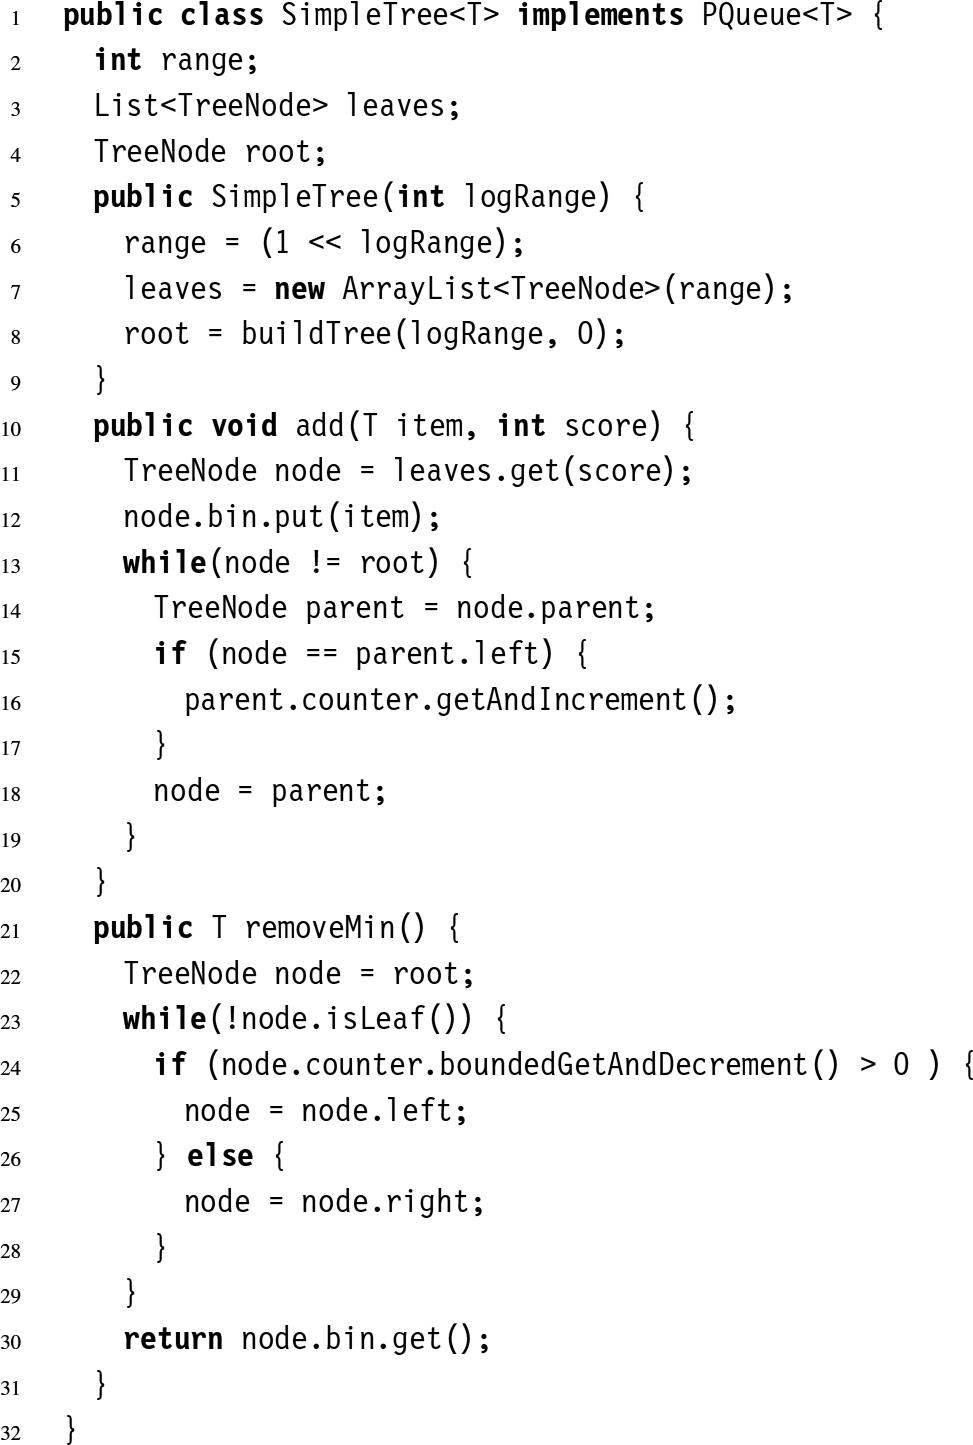 1 public class SimpleTree<T> implements PQueue<T> {
2   int range;
3   List<TreeNode> leaves;
4   TreeNode root;
5   public SimpleTree(int logRange) {
6     range = (1 << logRange);
7     leaves = new ArrayList<TreeNode>(range);
8     root = buildTree(logRange, 0);
9   }
10   public void add(T item, int score) {
11     TreeNode node = leaves.get(score);
12     node.bin.put(item);
13     while(node != root) {
14       TreeNode parent = node.parent;
15       if (node == parent.left) {
16         parent.counter.getAndIncrement();
17       }
18       node = parent;
19     }
20   }
21   public T removeMin() {
22     TreeNode node = root;
23     while(!node.isLeaf()) {
24       if (node.counter.boundedGetAndDecrement() > 0 ) {
25         node = node.left;
26       } else {
27         node = node.right;
28       }
29     }
30     return node.bin.get();
31   }
32 }